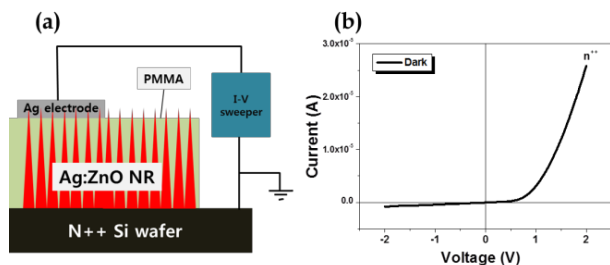 (a)
PMMA
Ag electrode
I-V
sweeper
Ag:ZnO NR
N++ Si wafer
(b)
3.0x10⁻⁵
Dark
n⁺⁺
2.0x10⁻⁵
1.0x10⁻⁵
0.0
Current (A)
-2
-1
0
1
2
Voltage (V)